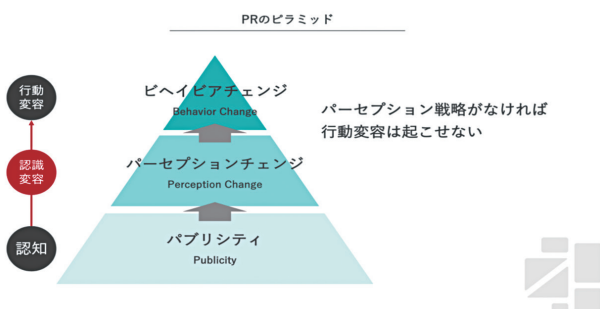 PRのピラミッド
行動
変容
ビヘイビアチェンジ
Behavior Change
パーセプション戦略がなければ
行動変容は起こせない
認識
変容
パーセプションチェンジ
Perception Change
認知
パブリシティ
Publicity